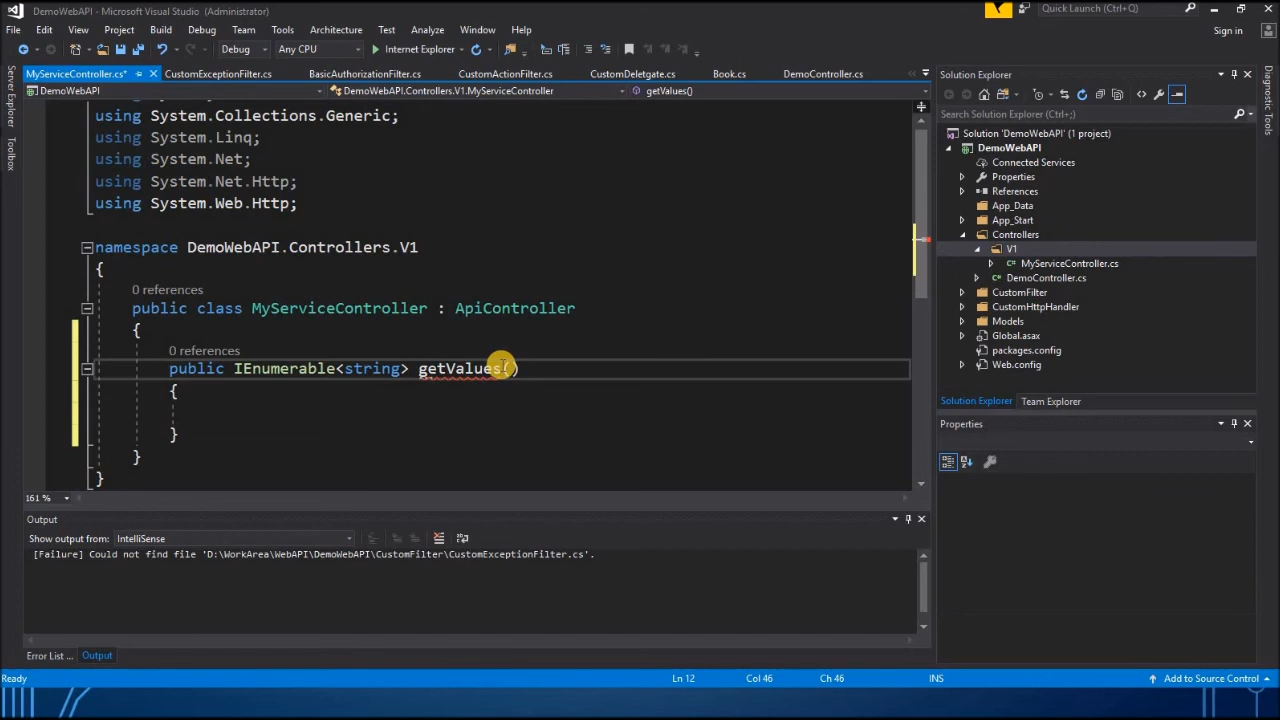 DemoWebAPI - Microsoft Visual Studio (Administrator)
Quick Launch (Ctrl+Q)
File Edit View Project Build Debug Team Tools Architecture Test Analyze Window Help
Sign in
Debug Any CPU Internet Explorer
MyServiceController.cs* CustomExceptionFilter.cs BasicAuthorizationFilter.cs CustomActionFilter.cs CustomDeletgate.cs Book.cs DemoController.cs
DemoWebAPI DemoWebAPI.Controllers.V1.MyServiceController getValues()
Server Explorer
Toolbox
using System.Collections.Generic;
using System.Linq;
using System.Net;
using System.Net.Http;
using System.Web.Http;
namespace DemoWebAPI.Controllers.V1
{
0 references
public class MyServiceController : ApiController
{
0 references
public IEnumerable<string> getValues()
{
}
}
}
161 %
Output
Show output from: IntelliSense
[Failure] Could not find file 'D:\WorkArea\WebAPI\DemoWebAPI\CustomFilter\CustomExceptionFilter.cs'.
Error List ... Output
Solution Explorer
Search Solution Explorer (Ctrl+;)
Solution 'DemoWebAPI' (1 project)
DemoWebAPI
Connected Services
Properties
References
App_Data
App_Start
Controllers
V1
MyServiceController.cs
DemoController.cs
CustomFilter
CustomHttpHandler
Models
Global.asax
packages.config
Web.config
Solution Explorer Team Explorer
Properties
Diagnostic Tools
Ready Ln 12 Col 46 Ch 46 INS Add to Source Control